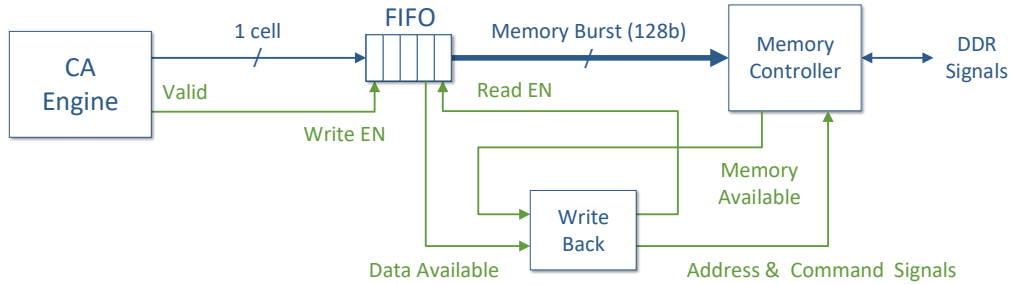 FIFO
1 cell
Memory Burst (128b)
CA
Engine
Memory
Controller
DDR
Signals
Valid
Write EN
Read EN
Memory
Available
Write
Back
Data Available
Address & Command Signals